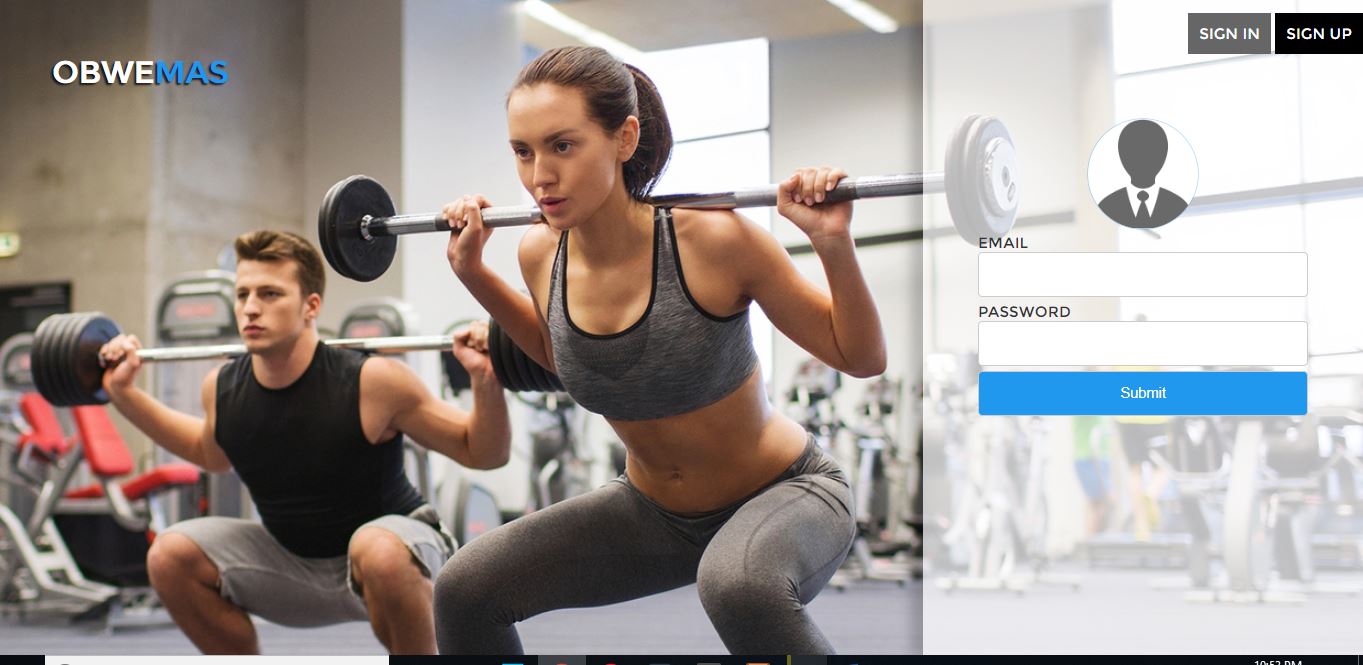 SIGN IN
SIGN UP
OBWEMAS
EMAIL
PASSWORD
Submit